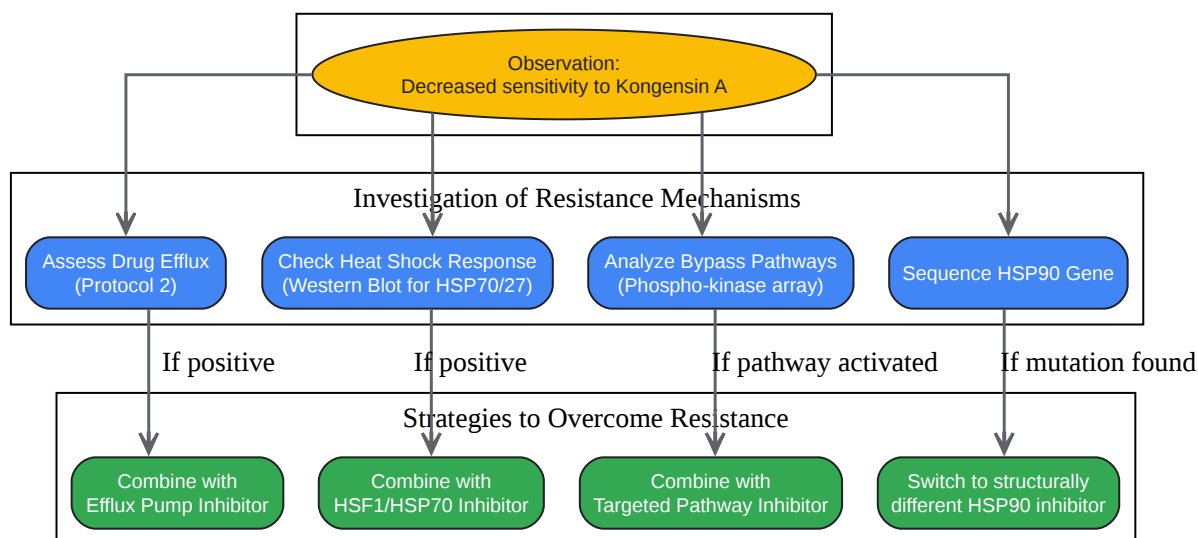 Observation:
Decreased sensitivity to Kongensin A
Investigation of Resistance Mechanisms
Assess Drug Efflux
(Protocol 2)
Check Heat Shock Response
(Western Blot for HSP70/27)
Analyze Bypass Pathways
(Phospho-kinase array)
Sequence HSP90 Gene
If positive
If positive
If pathway activated
If mutation found
Strategies to Overcome Resistance
Combine with
Efflux Pump Inhibitor
Combine with
HSF1/HSP70 Inhibitor
Combine with
Targeted Pathway Inhibitor
Switch to structurally
different HSP90 inhibitor